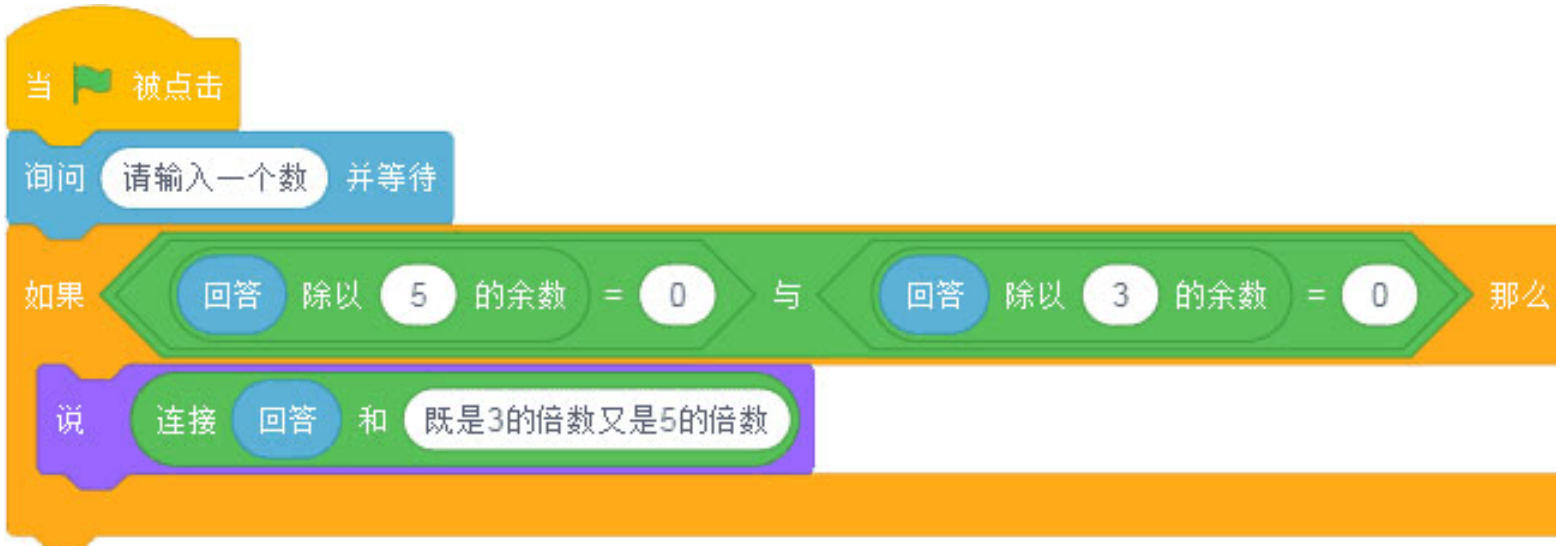 当 被点击
询问 请输入一个数 并等待
如果 回答 除以 5 的余数 = 0 与 回答 除以 3 的余数 = 0 那么
说 连接 回答 和 既是3的倍数又是5的倍数